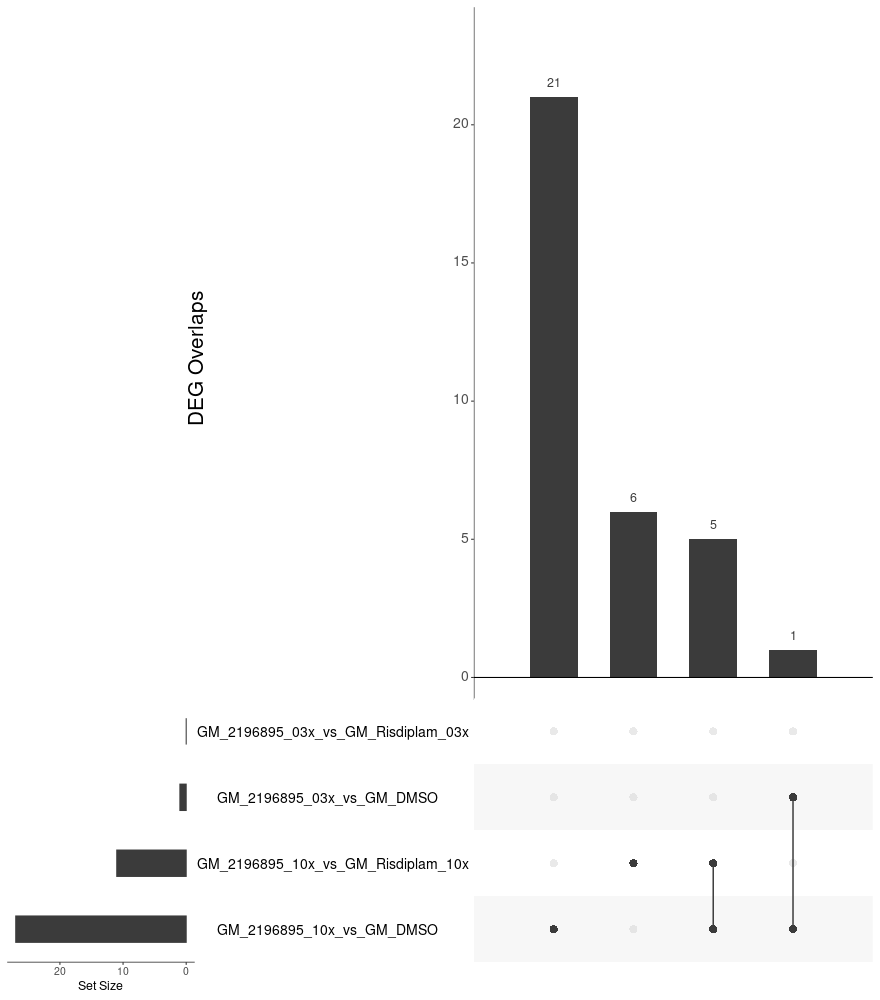 21
20
15
DEG Overlaps
10
6
5
5
1
0
GM_2196895_03x_vs_GM_Risdiplam_03x
GM_2196895_03x_vs_GM_DMSO
GM_2196895_10x_vs_GM_Risdiplam_10x
GM_2196895_10x_vs_GM_DMSO
20 10 0
Set Size